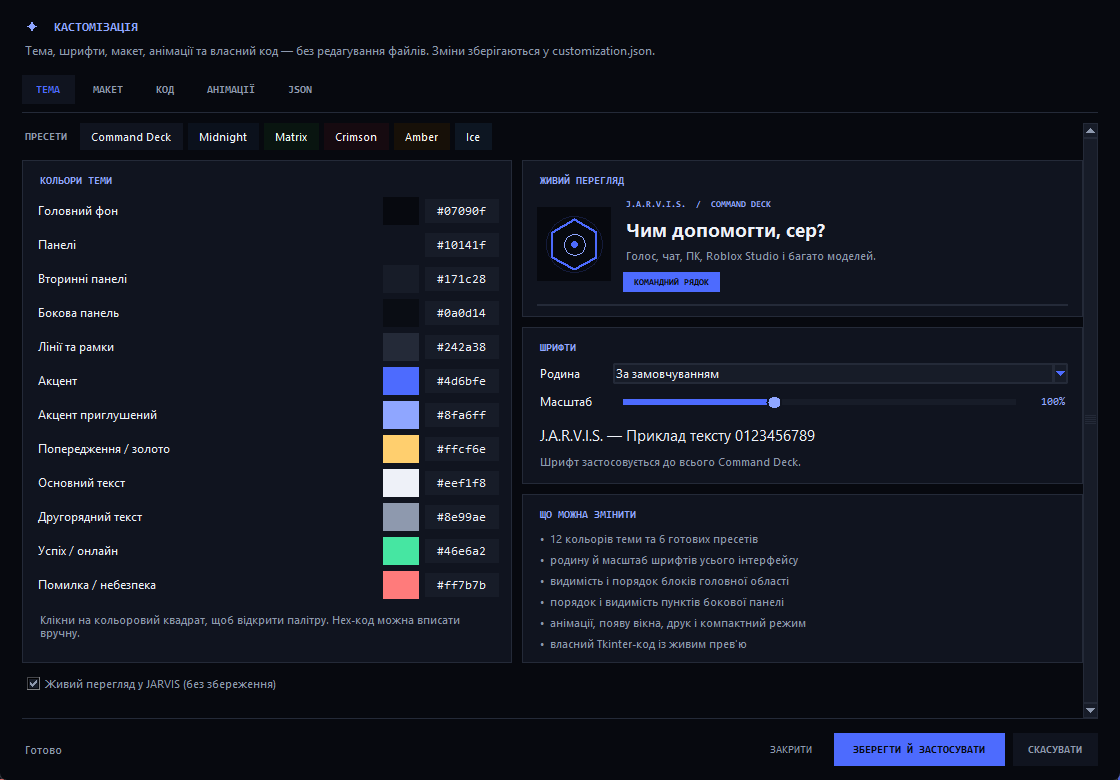 КАСТОМІЗАЦІЯ
Тема, шрифти, макет, анімації та власний код — без редагування файлів. Зміни зберігаються у customization.json.
ТЕМА МАКЕТ КОД АНІМАЦІЇ JSON
ПРЕСЕТИ Command Deck Midnight Matrix Crimson Amber Ice
КОЛЬОРИ ТЕМИ
Головний фон #07090f
Панелі #10141f
Вторинні панелі #171c28
Бокова панель #0a0d14
Лінії та рамки #242a38
Акцент #4d6bfe
Акцент приглушений #8fa6ff
Попередження / золото #ffcf6e
Основний текст #eef1f8
Другорядний текст #8e99ae
Успіх / онлайн #46e6a2
Помилка / небезпека #ff7b7b
Клікни на кольоровий квадрат, щоб відкрити палітру. Hex-код можна вписати
вручну.
ЖИВИЙ ПЕРЕГЛЯД
J.A.R.V.I.S. / COMMAND DECK
Чим допомогти, сер?
Голос, чат, ПК, Roblox Studio і багато моделей.
КОМАНДНИЙ РЯДОК
ШРИФТИ
Родина За замовчуванням
Масштаб 100%
J.A.R.V.I.S. — Приклад тексту 0123456789
Шрифт застосовується до всього Command Deck.
ЩО МОЖНА ЗМІНИТИ
• 12 кольорів теми та 6 готових пресетів
• родину й масштаб шрифтів усього інтерфейсу
• видимість і порядок блоків головної області
• порядок і видимість пунктів бокової панелі
• анімації, появу вікна, друк і компактний режим
• власний Tkinter-код із живим прев'ю
Живий перегляд у JARVIS (без збереження)
Готово ЗАКРИТИ ЗБЕРЕГТИ Й ЗАСТОСУВАТИ СКАСУВАТИ